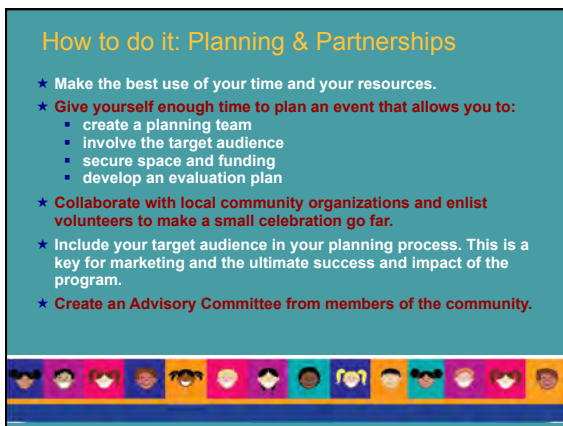 How to do it: Planning & Partnerships
★ Make the best use of your time and your resources.
★ Give yourself enough time to plan an event that allows you to:
▪ create a planning team
▪ involve the target audience
▪ secure space and funding
▪ develop an evaluation plan
★ Collaborate with local community organizations and enlist
volunteers to make a small celebration go far.
★ Include your target audience in your planning process. This is a
key for marketing and the ultimate success and impact of the
program.
★ Create an Advisory Committee from members of the community.